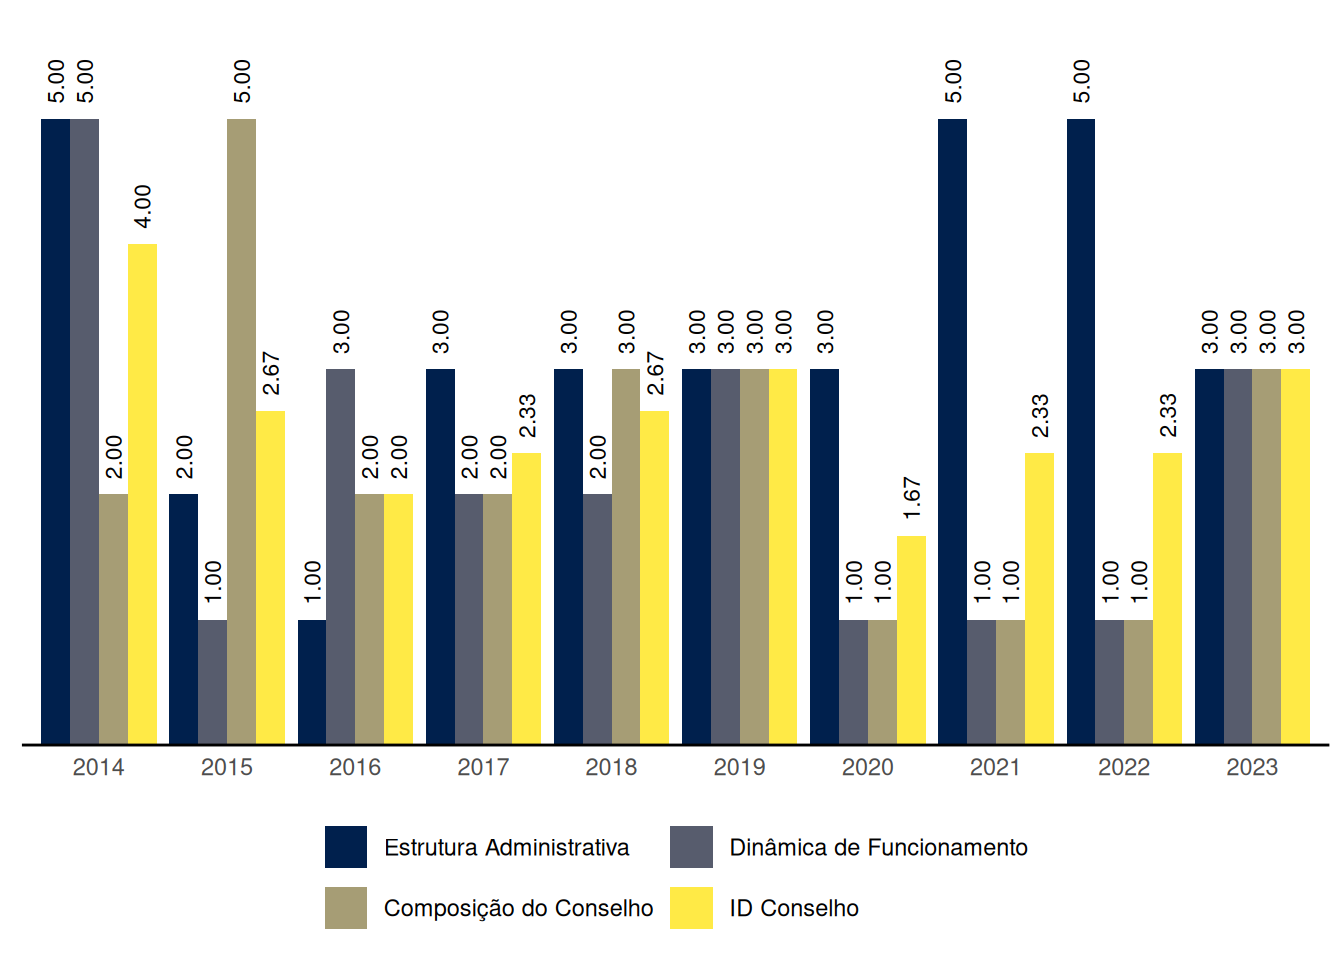 5.00 5.00 2.00 4.00
2.00 1.00 5.00 2.67
1.00 3.00 2.00 2.00
3.00 2.00 2.00 2.33
3.00 2.00 3.00 2.67
3.00 3.00 3.00 3.00
3.00 1.00 1.00 1.67
5.00 1.00 1.00 2.33
5.00 1.00 1.00 2.33
3.00 3.00 3.00 3.00
2014 2015 2016 2017 2018 2019 2020 2021 2022 2023
Estrutura Administrativa Dinâmica de Funcionamento
Composição do Conselho ID Conselho